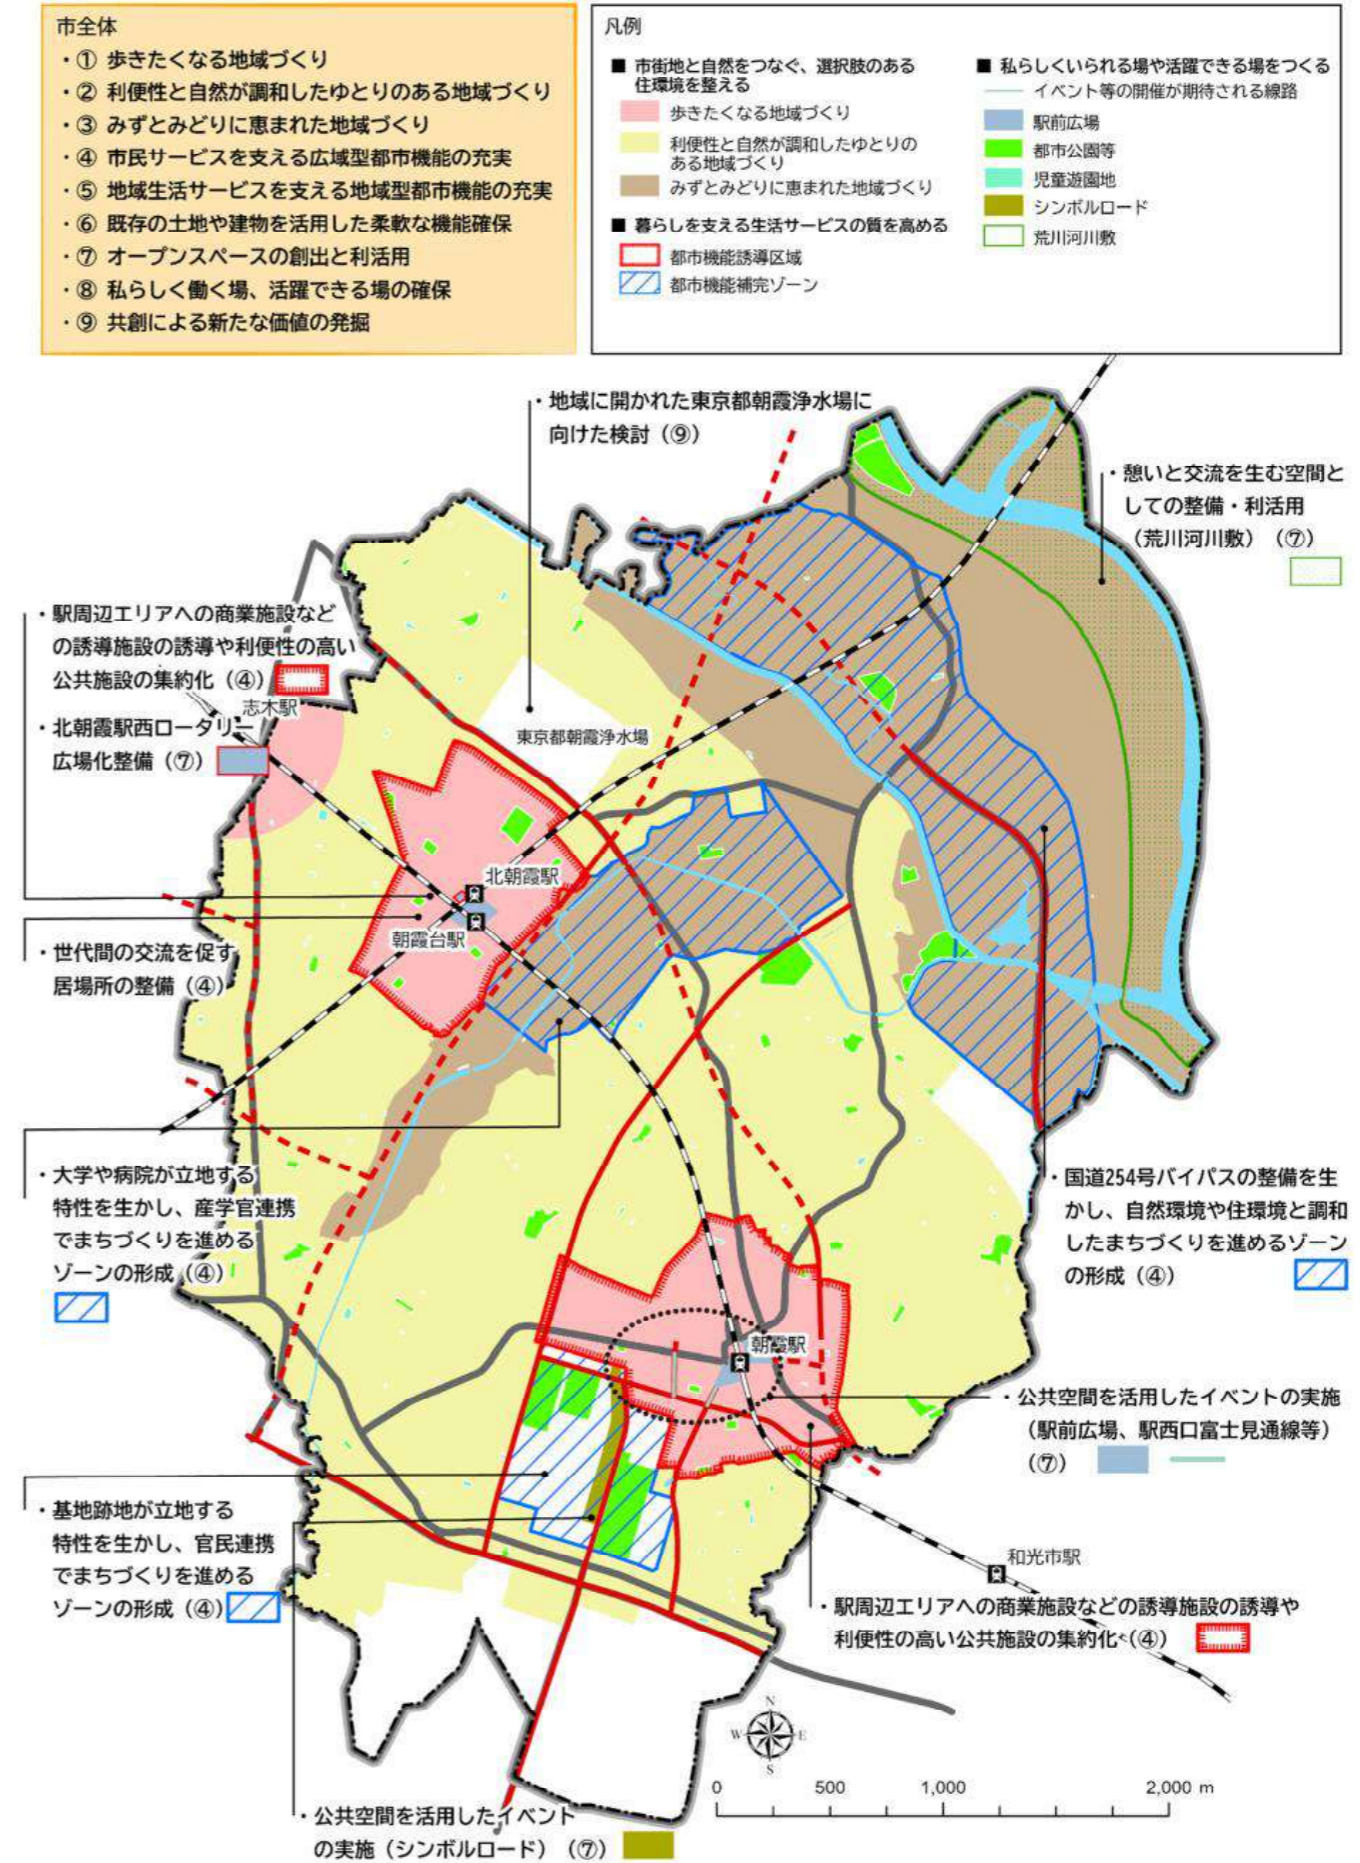 市全体
・① 歩きたくなる地域づくり
・② 利便性と自然が調和したゆとりのある地域づくり
・③ みずとみどりに恵まれた地域づくり
・④ 市民サービスを支える広域型都市機能の充実
・⑤ 地域生活サービスを支える地域型都市機能の充実
・⑥ 既存の土地や建物を活用した柔軟な機能確保
・⑦ オープンスペースの創出と利活用
・⑧ 私らしく働く場、活躍できる場の確保
・⑨ 共創による新たな価値の発掘
凡例
■ 市街地と自然をつなぐ、選択肢のある
住環境を整える
歩きたくなる地域づくり
利便性と自然が調和したゆとりの
ある地域づくり
みずとみどりに恵まれた地域づくり
■ 暮らしを支える生活サービスの質を高める
都市機能誘導区域
都市機能補完ゾーン
■ 私らしくいられる場や活躍できる場をつくる
イベント等の開催が期待される線路
駅前広場
都市公園等
児童遊園地
シンボルロード
荒川河川敷
・地域に開かれた東京都朝霞浄水場に
向けた検討（⑨）
・憩いと交流を生む空間と
しての整備・利活用
（荒川河川敷）（⑦）
・駅周辺エリアへの商業施設など
の誘導施設の誘導や利便性の高い
公共施設の集約化（④）
志木駅
・北朝霞駅西ロータリー
広場化整備（⑦）
東京都朝霞浄水場
北朝霞駅
朝霞台駅
・世代間の交流を促す
居場所の整備（④）
・大学や病院が立地する
特性を生かし、産学官連携
でまちづくりを進める
ゾーンの形成（④）
・国道254号バイパスの整備を生
かし、自然環境や住環境と調和
したまちづくりを進めるゾーン
の形成（④）
朝霞駅
・公共空間を活用したイベントの実施
（駅前広場、駅西口富士見通線等）
（⑦）
・基地跡地が立地する
特性を生かし、官民連携
でまちづくりを進める
ゾーンの形成（④）
和光市駅
・駅周辺エリアへの商業施設などの誘導施設の誘導や
利便性の高い公共施設の集約化（④）
N
W
E
S
0 500 1,000 2,000 m
・公共空間を活用したイベント
の実施（シンボルロード）（⑦）